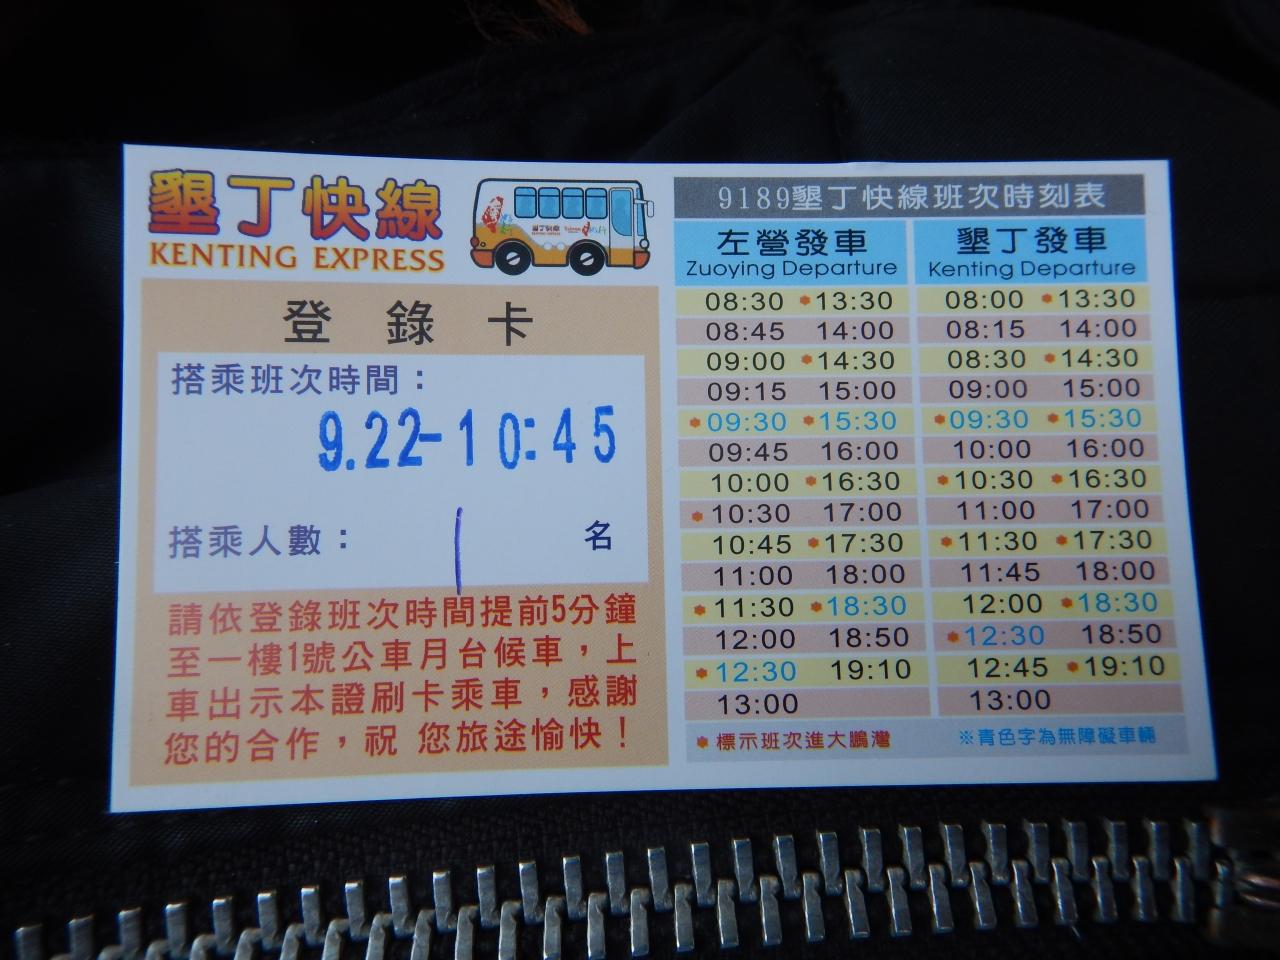 墾丁快線
KENTING EXPRESS
登錄卡
搭乘班次時間：
9.22-10:45
搭乘人數： 1 名
請依登錄班次時間提前5分鐘
至一樓1號公車月台候車，上
車出示本證刷卡乘車，感謝
您的合作，祝 您旅途愉快！
9189墾丁快線班次時刻表
左營發車 墾丁發車
Zuoying Departure Kenting Departure
08:30 *13:30 08:00 *13:30
08:45 14:00 08:15 14:00
09:00 *14:30 08:30 *14:30
09:15 15:00 09:00 15:00
*09:30 *15:30 *09:30 *15:30
09:45 16:00 10:00 16:00
10:00 *16:30 *10:30 *16:30
*10:30 17:00 11:00 17:00
10:45 *17:30 *11:30 *17:30
11:00 18:00 11:45 18:00
*11:30 *18:30 12:00 *18:30
12:00 18:50 *12:30 18:50
*12:30 19:10 12:45 *19:10
13:00 13:00
*標示班次進大鵬灣 ※青色字為無障礙車輛